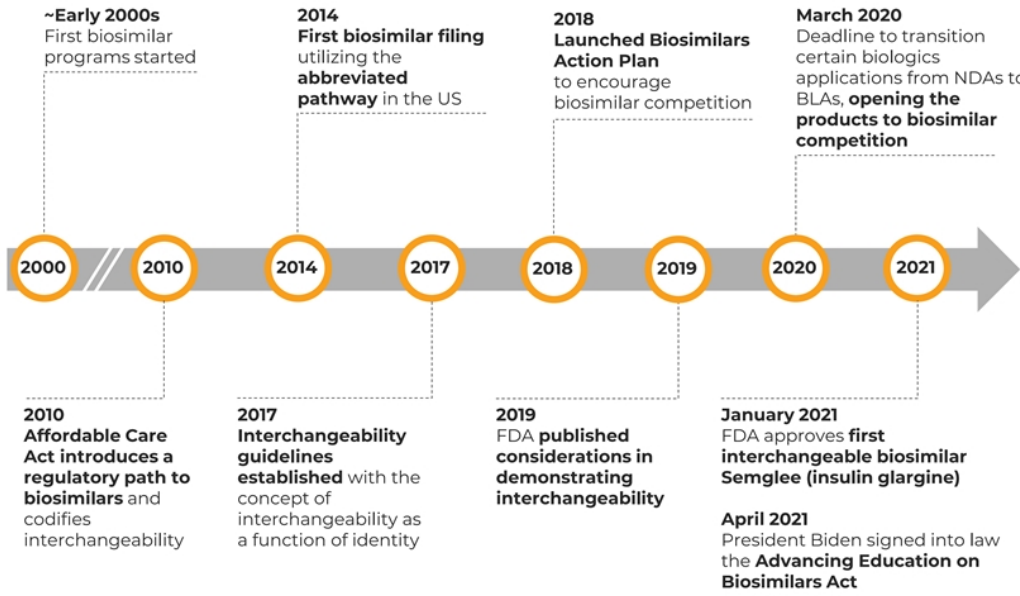 ~Early 2000s
First biosimilar
programs started
2014
First biosimilar filing
utilizing the
abbreviated
pathway in the US
2018
Launched Biosimilars
Action Plan
to encourage
biosimilar competition
March 2020
Deadline to transition
certain biologics
applications from NDAs to
BLAs, opening the
products to biosimilar
competition
2000
2010
2014
2017
2018
2019
2020
2021
2010
Affordable Care
Act introduces a
regulatory path to
biosimilars and
codifies
interchangeability
2017
Interchangeability
guidelines
established with the
concept of
interchangeability as
a function of identity
2019
FDA published
considerations in
demonstrating
interchangeability
January 2021
FDA approves first
interchangeable biosimilar
Semglee (insulin glargine)
April 2021
President Biden signed into law
the Advancing Education on
Biosimilars Act